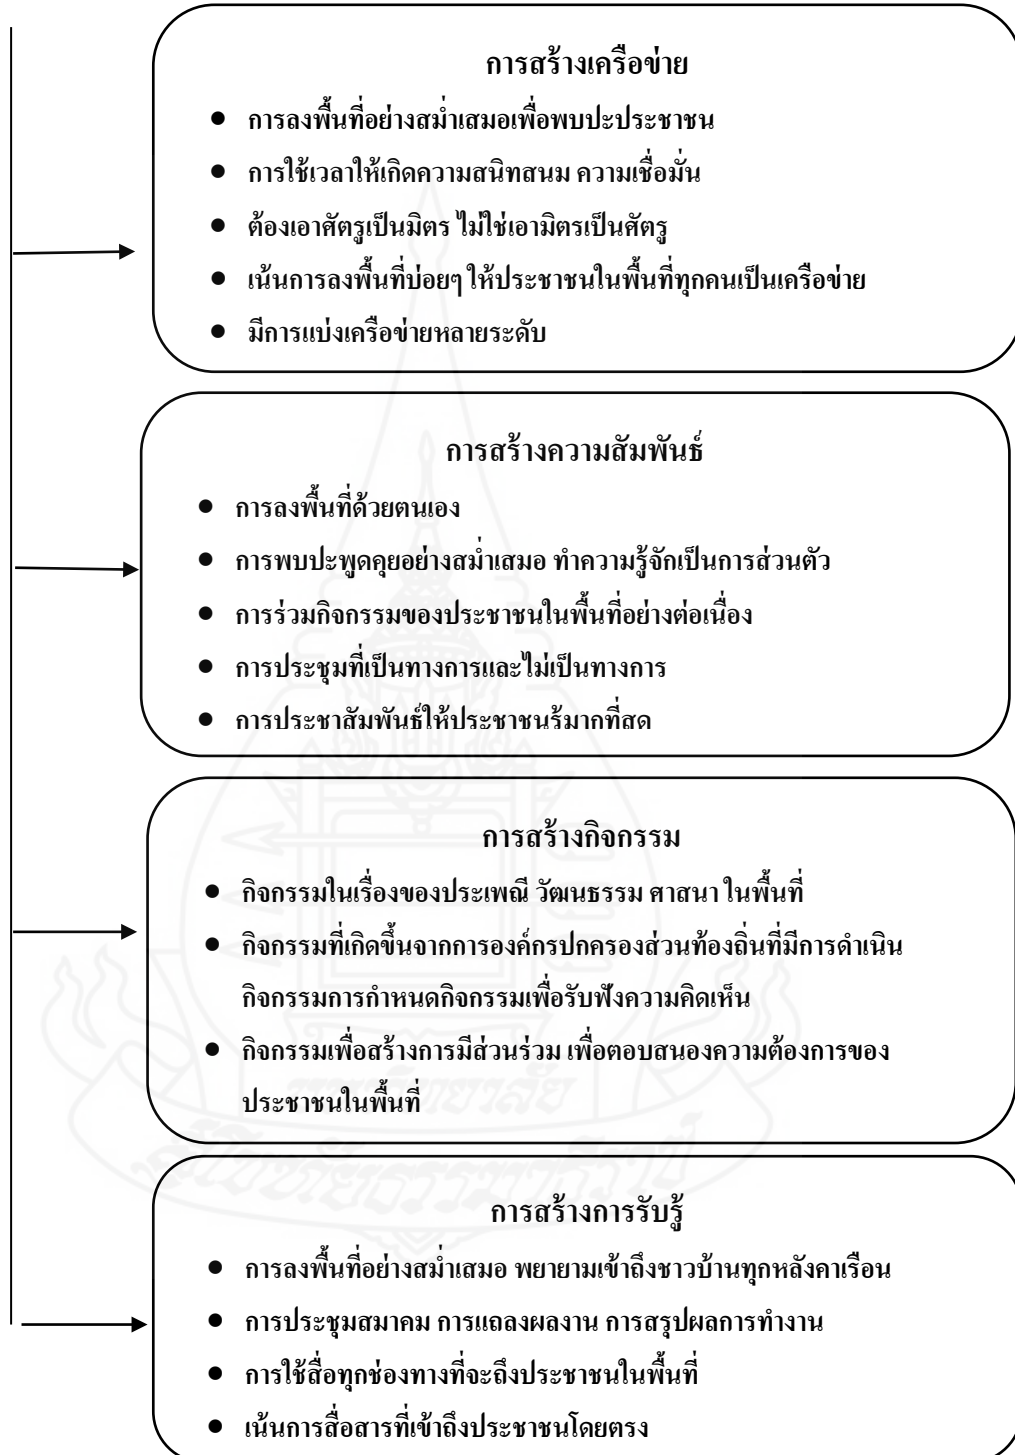 การสร้างเครือข่าย
● การลงพื้นที่อย่างสม่ำเสมอเพื่อพบปะประชาชน
● การใช้เวลาให้เกิดความสนิทสนม ความเชื่อมั่น
● ต้องเอาศัตรูเป็นมิตร ไม่ใช่เอามิตรเป็นศัตรู
● เน้นการลงพื้นที่บ่อยๆ ให้ประชาชนในพื้นที่ทุกคนเป็นเครือข่าย
● มีการแบ่งเครือข่ายหลายระดับ
การสร้างความสัมพันธ์
● การลงพื้นที่ด้วยตนเอง
● การพบปะพูดคุยอย่างสม่ำเสมอ ทำความรู้จักเป็นการส่วนตัว
● การร่วมกิจกรรมของประชาชนในพื้นที่อย่างต่อเนื่อง
● การประชุมที่เป็นทางการและไม่เป็นทางการ
● การประชาสัมพันธ์ให้ประชาชนรู้มากที่สุด
การสร้างกิจกรรม
● กิจกรรมในเรื่องของประเพณี วัฒนธรรม ศาสนา ในพื้นที่
● กิจกรรมที่เกิดขึ้นจากการองค์กรปกครองส่วนท้องถิ่นที่มีการดำเนิน
กิจกรรมการกำหนดกิจกรรมเพื่อรับฟังความคิดเห็น
● กิจกรรมเพื่อสร้างการมีส่วนร่วม เพื่อตอบสนองความต้องการของ
ประชาชนในพื้นที่
มหาวิทยาลัย
สุโขทัยธรรมาธิราช
การสร้างการรับรู้
● การลงพื้นที่อย่างสม่ำเสมอ พยายามเข้าถึงชาวบ้านทุกหลังคาเรือน
● การประชุมสมาคม การแถลงผลงาน การสรุปผลการทำงาน
● การใช้สื่อทุกช่องทางที่จะถึงประชาชนในพื้นที่
● เน้นการสื่อสารที่เข้าถึงประชาชนโดยตรง